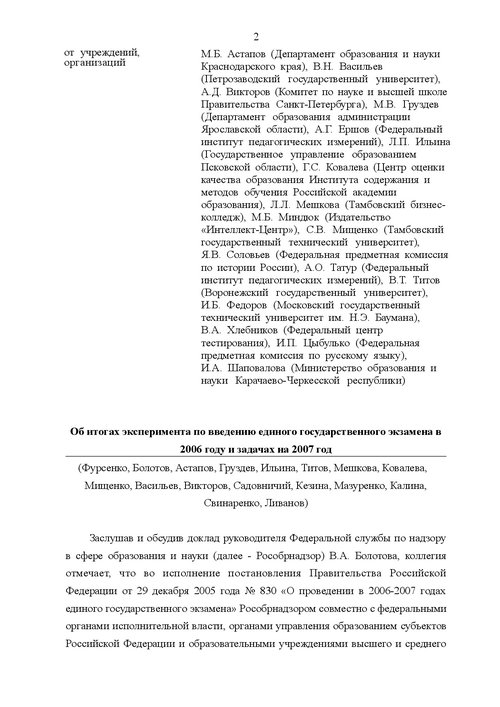 2
от учреждений,
организаций
М.Б. Астапов (Департамент образования и науки
Краснодарского края), В.Н. Васильев
(Петрозаводский государственный университет),
А.Д. Викторов (Комитет по науке и высшей школе
Правительства Санкт-Петербурга), М.В. Груздев
(Департамент образования администрации
Ярославской области), А.Г. Ершов (Федеральный
институт педагогических измерений), Л.П. Ильина
(Государственное управление образованием
Псковской области), Г.С. Ковалева (Центр оценки
качества образования Института содержания и
методов обучения Российской академии
образования), Л.Л. Мешкова (Тамбовский бизнес-
колледж), М.Б. Миндюк (Издательство
«Интеллект-Центр»), С.В. Мищенко (Тамбовский
государственный технический университет),
Я.В. Соловьев (Федеральная предметная комиссия
по истории России), А.О. Татур (Федеральный
институт педагогических измерений), В.Т. Титов
(Воронежский государственный университет),
И.Б. Федоров (Московский государственный
технический университет им. Н.Э. Баумана),
В.А. Хлебников (Федеральный центр
тестирования), И.П. Цыбулько (Федеральная
предметная комиссия по русскому языку),
И.А. Шаповалова (Министерство образования и
науки Карачаево-Черкесской республики)
Об итогах эксперимента по введению единого государственного экзамена в
2006 году и задачах на 2007 год
(Фурсенко, Болотов, Астапов, Груздев, Ильина, Титов, Мешкова, Ковалева,
Мищенко, Васильев, Викторов, Садовничий, Кезина, Мазуренко, Калина,
Свинаренко, Ливанов)
Заслушав и обсудив доклад руководителя Федеральной службы по надзору
в сфере образования и науки (далее - Рособрнадзор) В.А. Болотова, коллегия
отмечает, что во исполнение постановления Правительства Российской
Федерации от 29 декабря 2005 года № 830 «О проведении в 2006-2007 годах
единого государственного экзамена» Рособрнадзором совместно с федеральными
органами исполнительной власти, органами управления образованием субъектов
Российской Федерации и образовательными учреждениями высшего и среднего